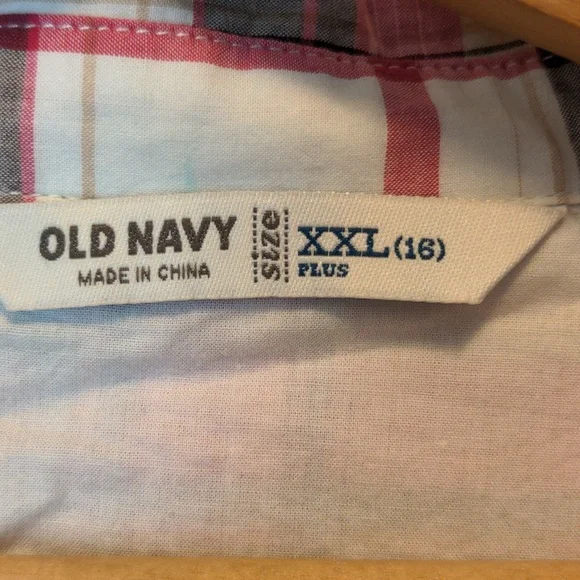 OLD NAVY
MADE IN CHINA
size
XXL (16)
PLUS